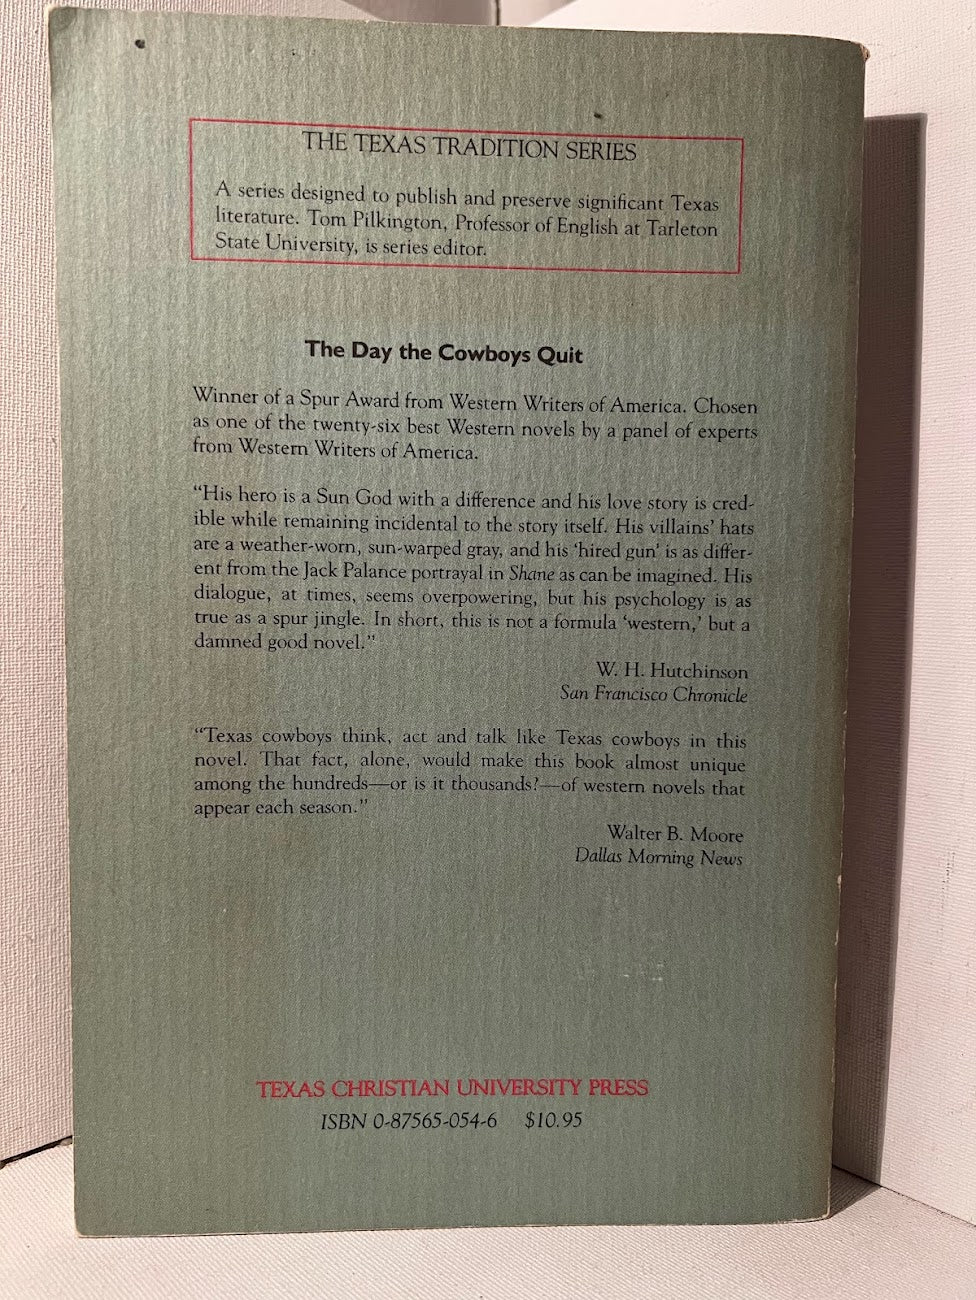 THE TEXAS TRADITION SERIES
A series designed to publish and preserve significant Texas
literature. Tom Pilkington, Professor of English at Tarleton
State University, is series editor.
The Day the Cowboys Quit
Winner of a Spur Award from Western Writers of America. Chosen
as one of the twenty-six best Western novels by a panel of experts
from Western Writers of America.
“His hero is a Sun God with a difference and his love story is cred-
ible while remaining incidental to the story itself. His villains’ hats
are a weather-worn, sun-warped gray, and his ‘hired gun’ is as differ-
ent from the Jack Palance portrayal in Shane as can be imagined. His
dialogue, at times, seems overpowering, but his psychology is as
true as a spur jingle. In short, this is not a formula ‘western,’ but a
damned good novel.”
W. H. Hutchinson
San Francisco Chronicle
“Texas cowboys think, act and talk like Texas cowboys in this
novel. That fact, alone, would make this book almost unique
among the hundreds—or is it thousands?—of western novels that
appear each season.”
Walter B. Moore
Dallas Morning News
TEXAS CHRISTIAN UNIVERSITY PRESS
ISBN 0-87565-054-6 $10.95